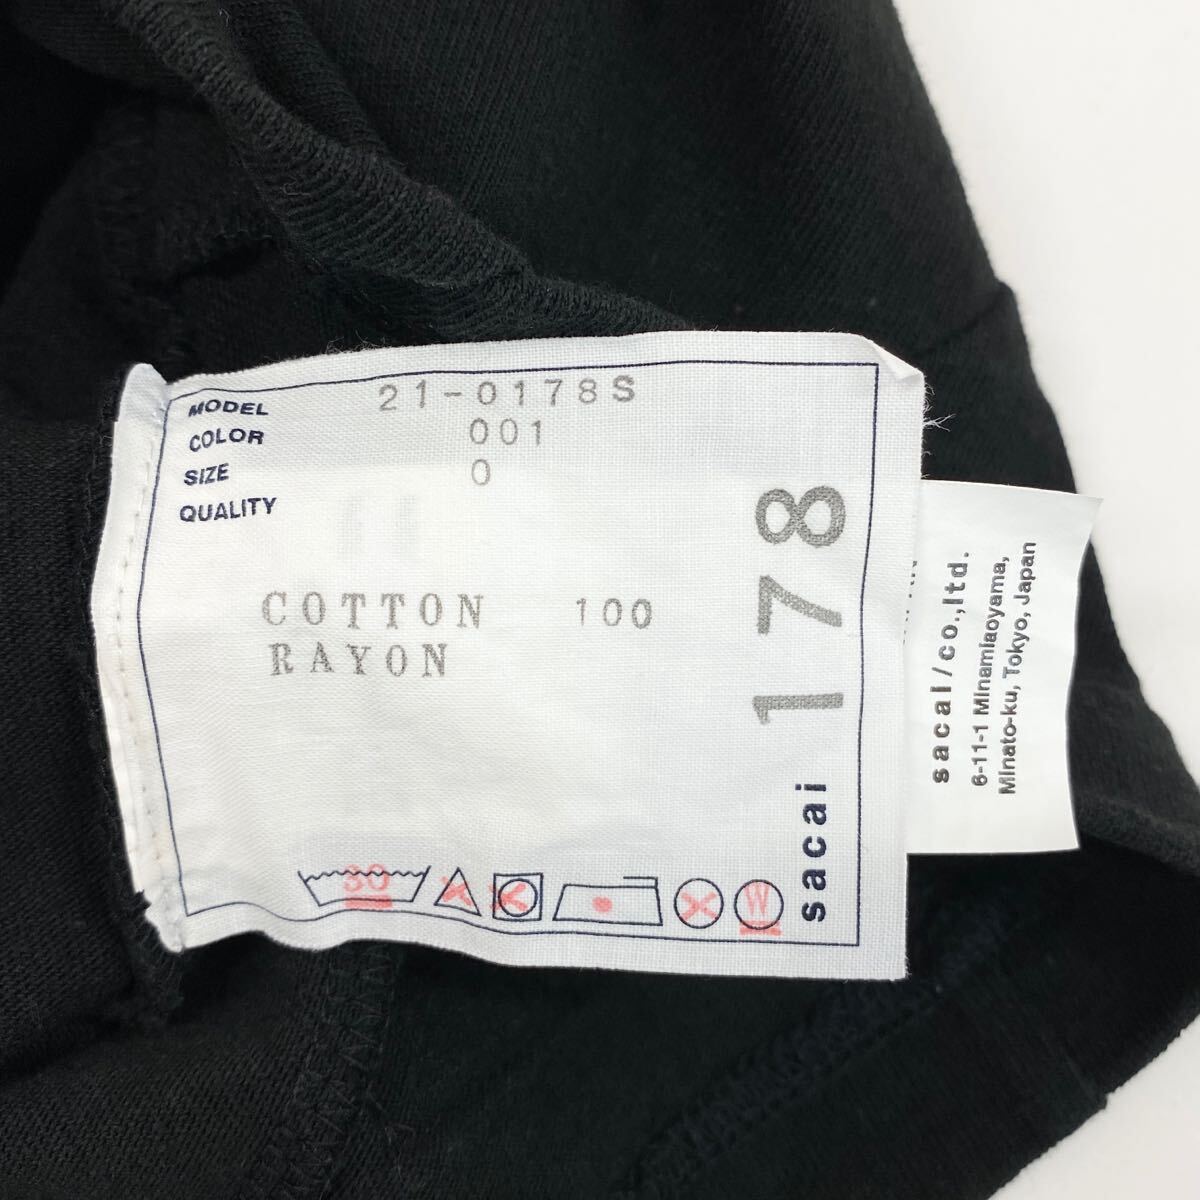 MODEL 21-0178S
COLOR 001
SIZE 0
QUALITY
COTTON 100
RAYON
30
W
sacai 178
sacai/co.,ltd.
6-11-1 Minamiaoyama,
Minato-ku, Tokyo, Japan